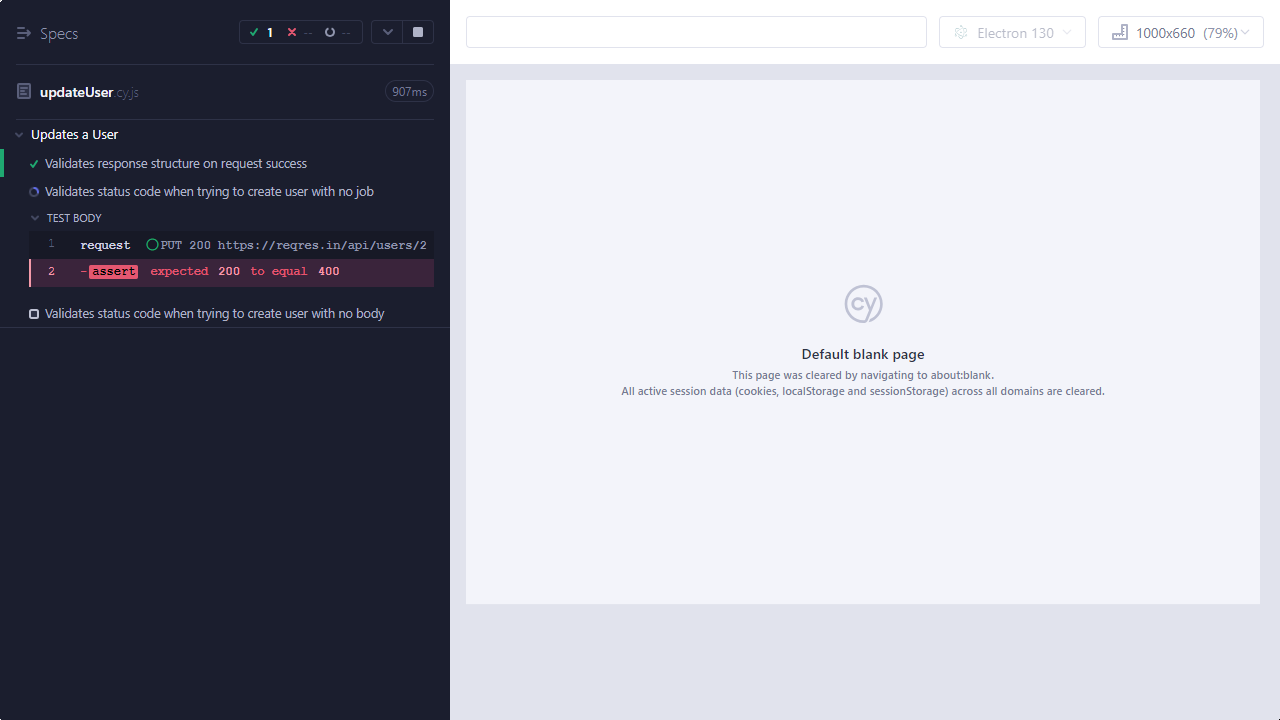 Specs
1 -- --
updateUser.cy.js
907ms
Updates a User
Validates response structure on request success
Validates status code when trying to create user with no job
TEST BODY
1 request PUT 200 https://reqres.in/api/users/2
2 -assert expected 200 to equal 400
Validates status code when trying to create user with no body
Electron 130
1000x660 (79%)
cy
Default blank page
This page was cleared by navigating to about:blank.
All active session data (cookies, localStorage and sessionStorage) across all domains are cleared.